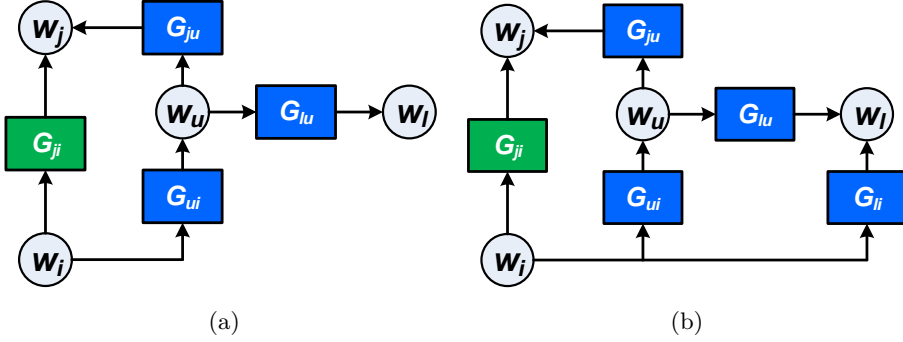 w_j G_ju
w_u G_lu w_l
G_ji
G_ui
w_i
(a)
w_j G_ju
w_u G_lu w_l
G_ji
G_ui G_li
w_i
(b)